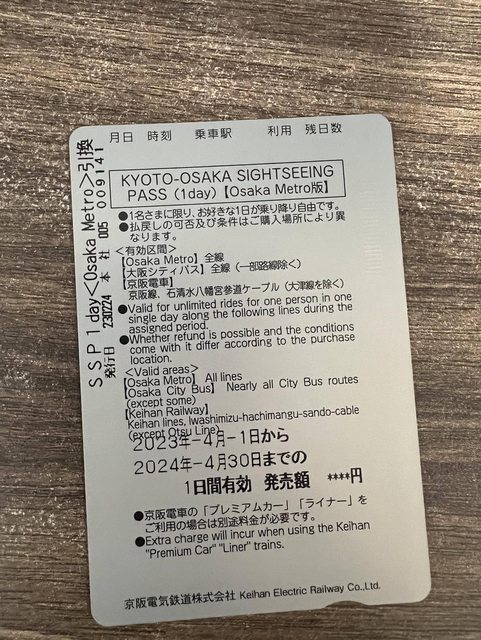 月日 時刻 乗車駅 利用 残日数
SSP 1day<Osaka Metro>引換
発行日 230224 本 社 005 009141
KYOTO-OSAKA SIGHTSEEING
PASS (1day)【Osaka Metro版】
●1名さまに限り、お好きな1日が乗り降り自由です。
●払戻しの可否及び条件はご購入場所により異
なります。
<有効区間>
【Osaka Metro】全線
【大阪シティバス】全線(一部路線除く)
【京阪電車】
京阪線、石清水八幡宮参道ケーブル(大津線を除く)
●Valid for unlimited rides for one person in one
single day along the following lines during the
assigned period.
●Whether refund is possible and the conditions
come with it differ according to the purchase
location.
<Valid areas>
【Osaka Metro】All lines
【Osaka City Bus】Nearly all City Bus routes
(except some)
【Keihan Railway】
Keihan lines, Iwashimizu-hachimangu-sando-cable
(except Otsu Line)
2023年-4月-1日から
2024年-4月30日までの
1日間有効 発売額 ****円
●京阪電車の「プレミアムカー」「ライナー」を
ご利用の場合は別途料金が必要です。
●Extra charge will incur when using the Keihan
"Premium Car" "Liner" trains.
京阪電気鉄道株式会社 Keihan Electric Railway Co.,Ltd.